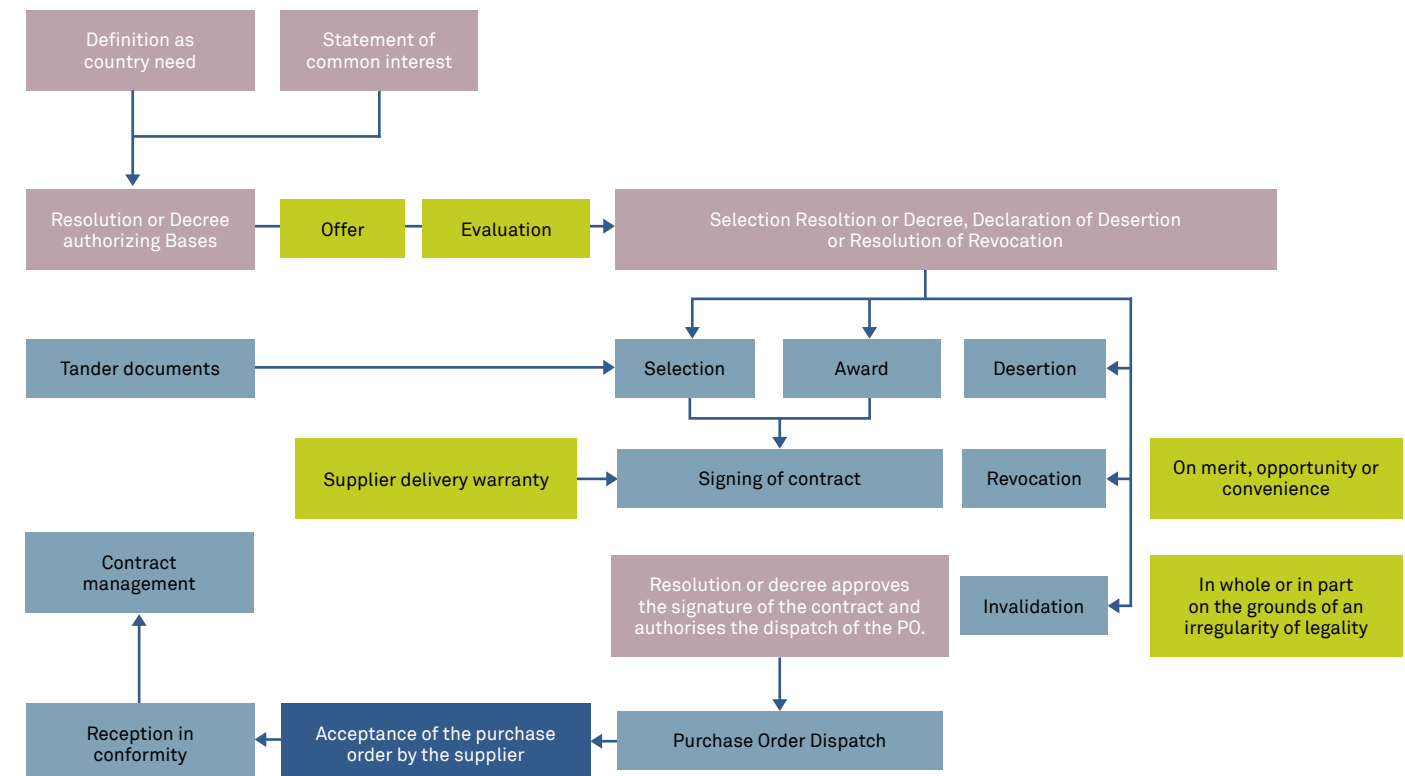 Definition as
country need
Statement of
common interest
Resolution or Decree
authorizing Bases
Offer
Evaluation
Selection Resoltion or Decree, Declaration of Desertion
or Resolution of Revocation
Tander documents
Selection
Award
Desertion
Supplier delivery warranty
Signing of contract
Revocation
On merit, opportunity or
convenience
Contract
management
Resolution or decree approves
the signature of the contract and
authorises the dispatch of the PO.
Invalidation
In whole or in part
on the grounds of an
irregularity of legality
Reception in
conformity
Acceptance of the purchase
order by the supplier
Purchase Order Dispatch